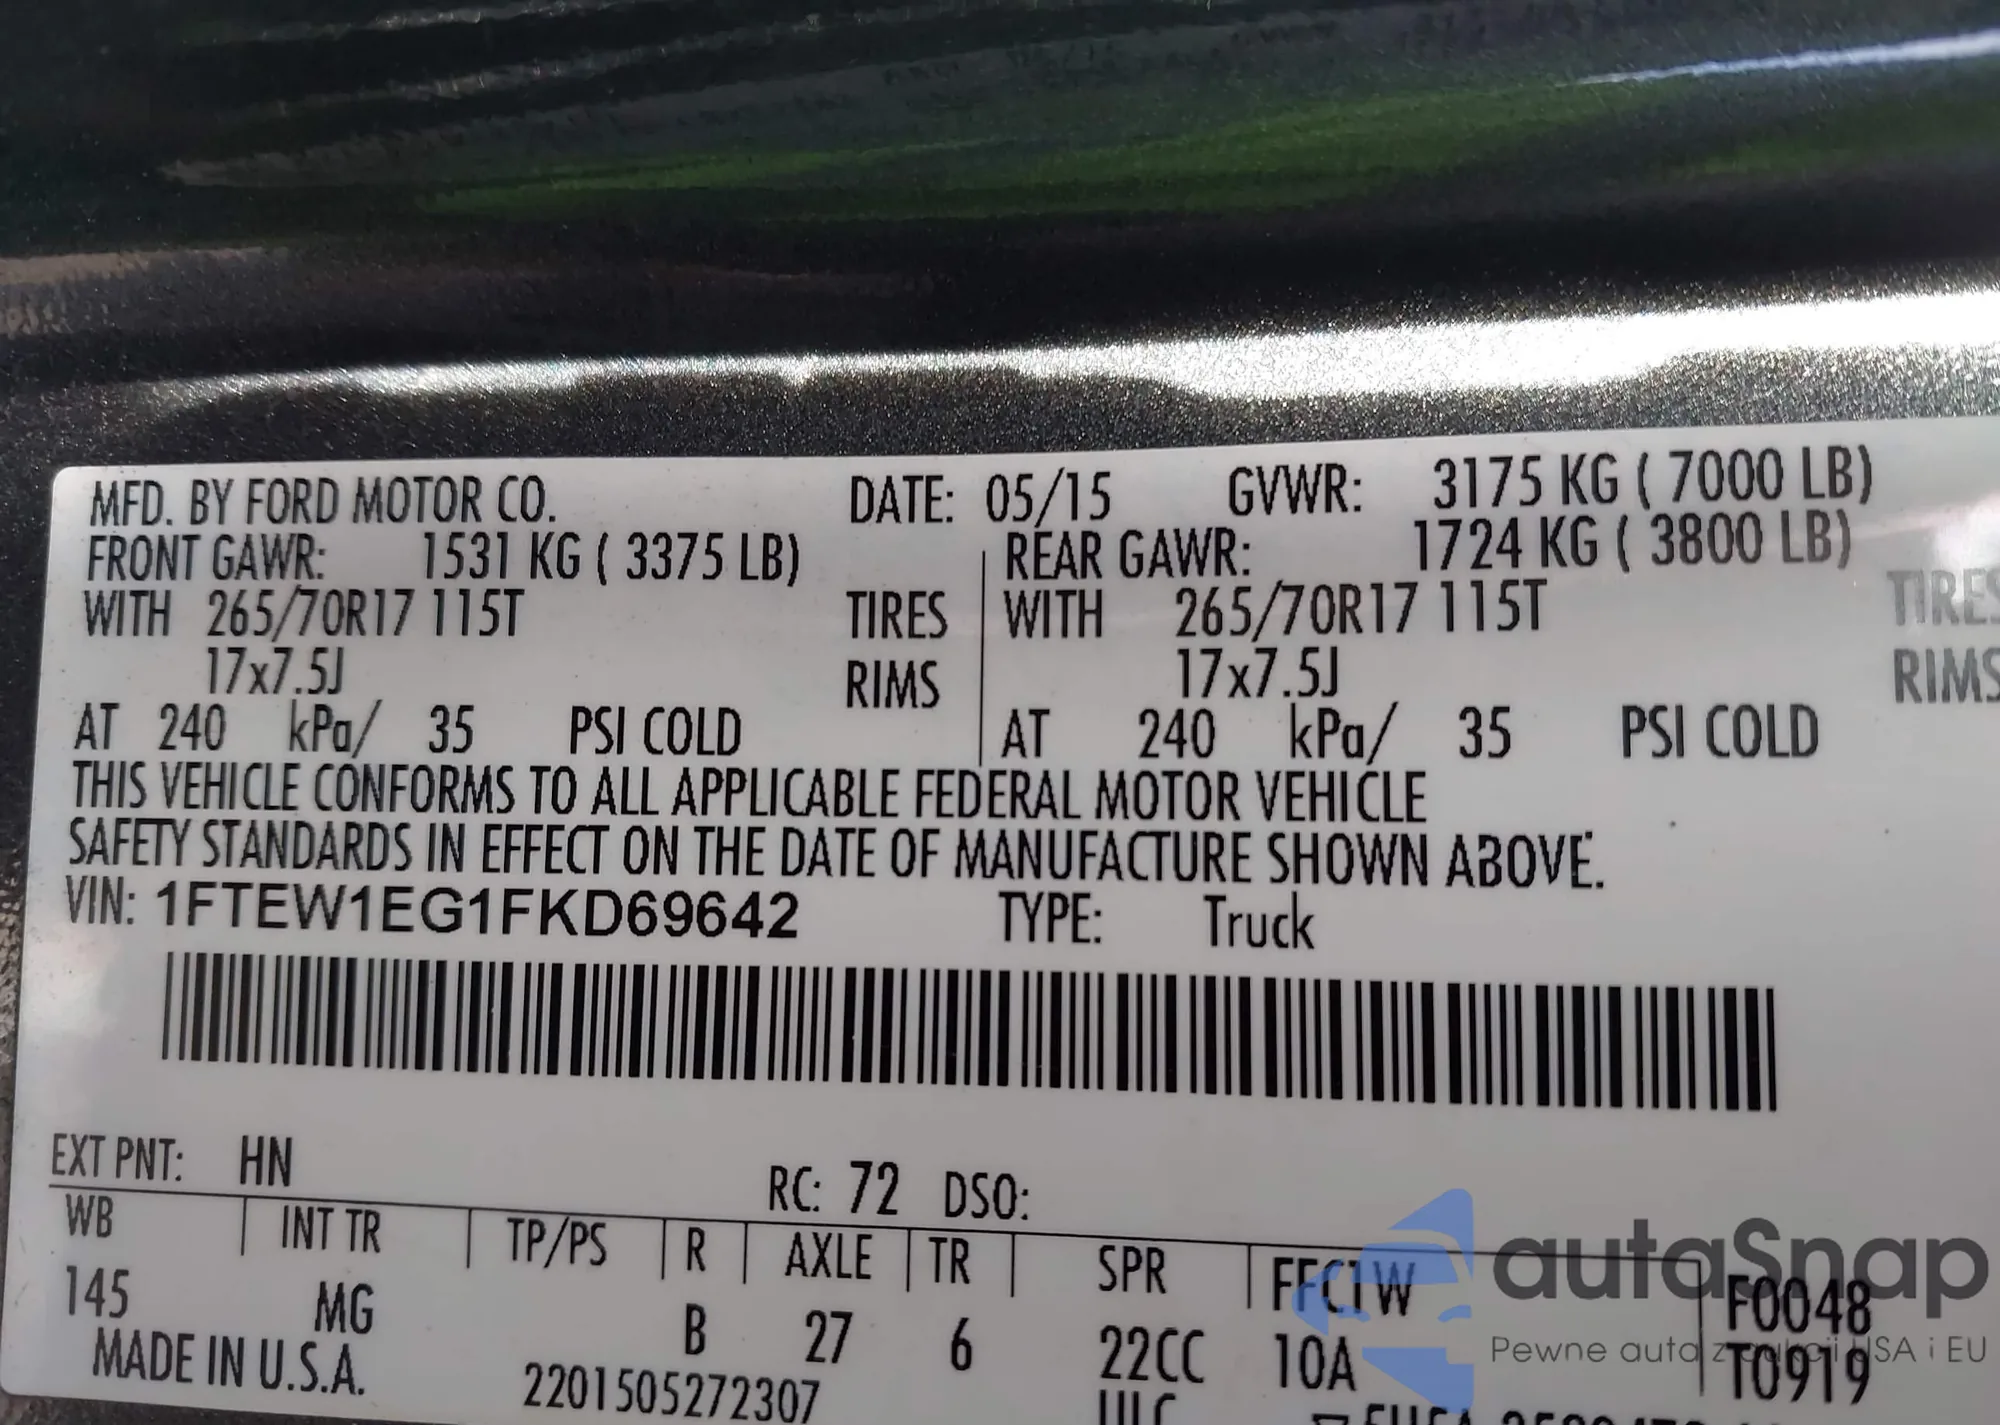 MFD. BY FORD MOTOR CO. DATE: 05/15 GVWR: 3175 KG ( 7000 LB)
FRONT GAWR: 1531 KG ( 3375 LB) REAR GAWR: 1724 KG ( 3800 LB)
WITH 265/70R17 115T TIRES WITH 265/70R17 115T TIRES
17x7.5J RIMS 17x7.5J RIMS
AT 240 kPa/ 35 PSI COLD AT 240 kPa/ 35 PSI COLD
THIS VEHICLE CONFORMS TO ALL APPLICABLE FEDERAL MOTOR VEHICLE
SAFETY STANDARDS IN EFFECT ON THE DATE OF MANUFACTURE SHOWN ABOVE.
VIN: 1FTEW1EG1FKD69642 TYPE: Truck
EXT PNT: HN RC: 72 DSO:
WB INT TR TP/PS R AXLE TR SPR
145 MG B 27 6 22CC 10A F0048
MADE IN U.S.A. 2201505272307 T0919
autaSnap
Pewne auta z aukcji USA i EU